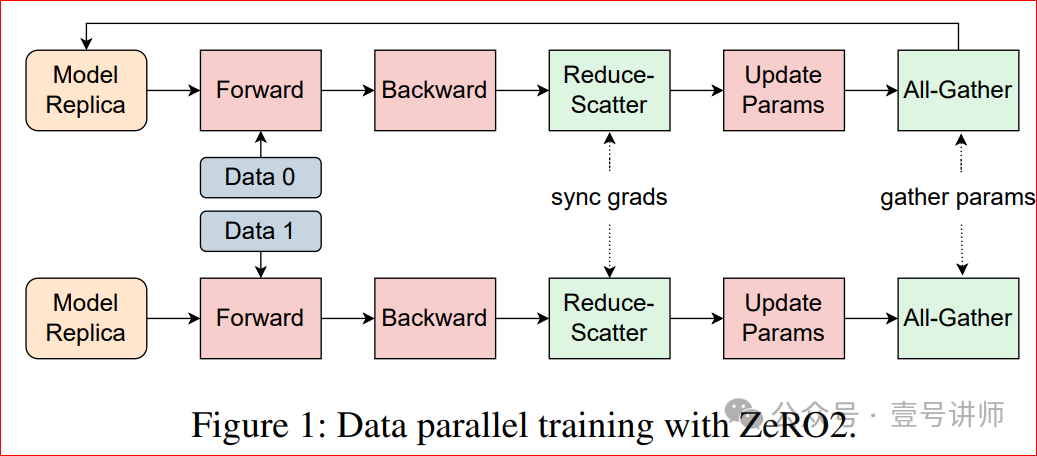 Model
Replica
Forward
Backward
Reduce-
Scatter
Update
Params
All-Gather
Data 0
sync grads
gather params
Data 1
Model
Replica
Forward
Backward
Reduce-
Scatter
Update
Params
All-Gather
Figure 1: Data parallel training with ZeRO2.
公众号 · 壹号讲师